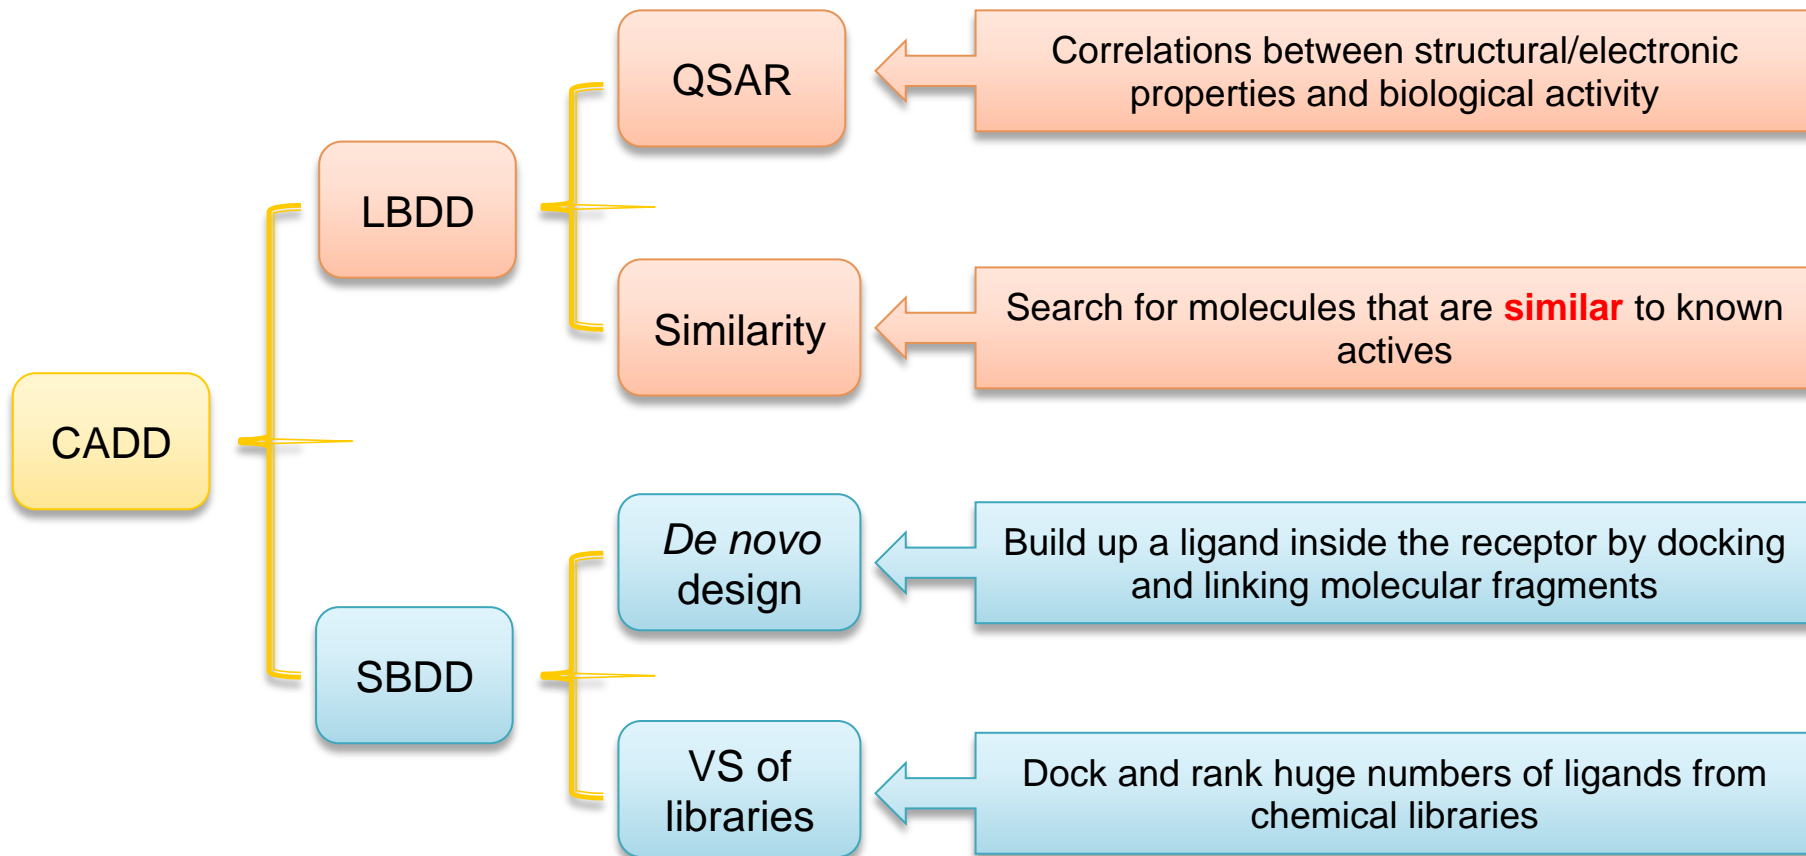 QSAR
Correlations between structural/electronic
properties and biological activity
LBDD
Similarity
Search for molecules that are similar to known
actives
CADD
De novo
design
Build up a ligand inside the receptor by docking
and linking molecular fragments
SBDD
VS of
libraries
Dock and rank huge numbers of ligands from
chemical libraries